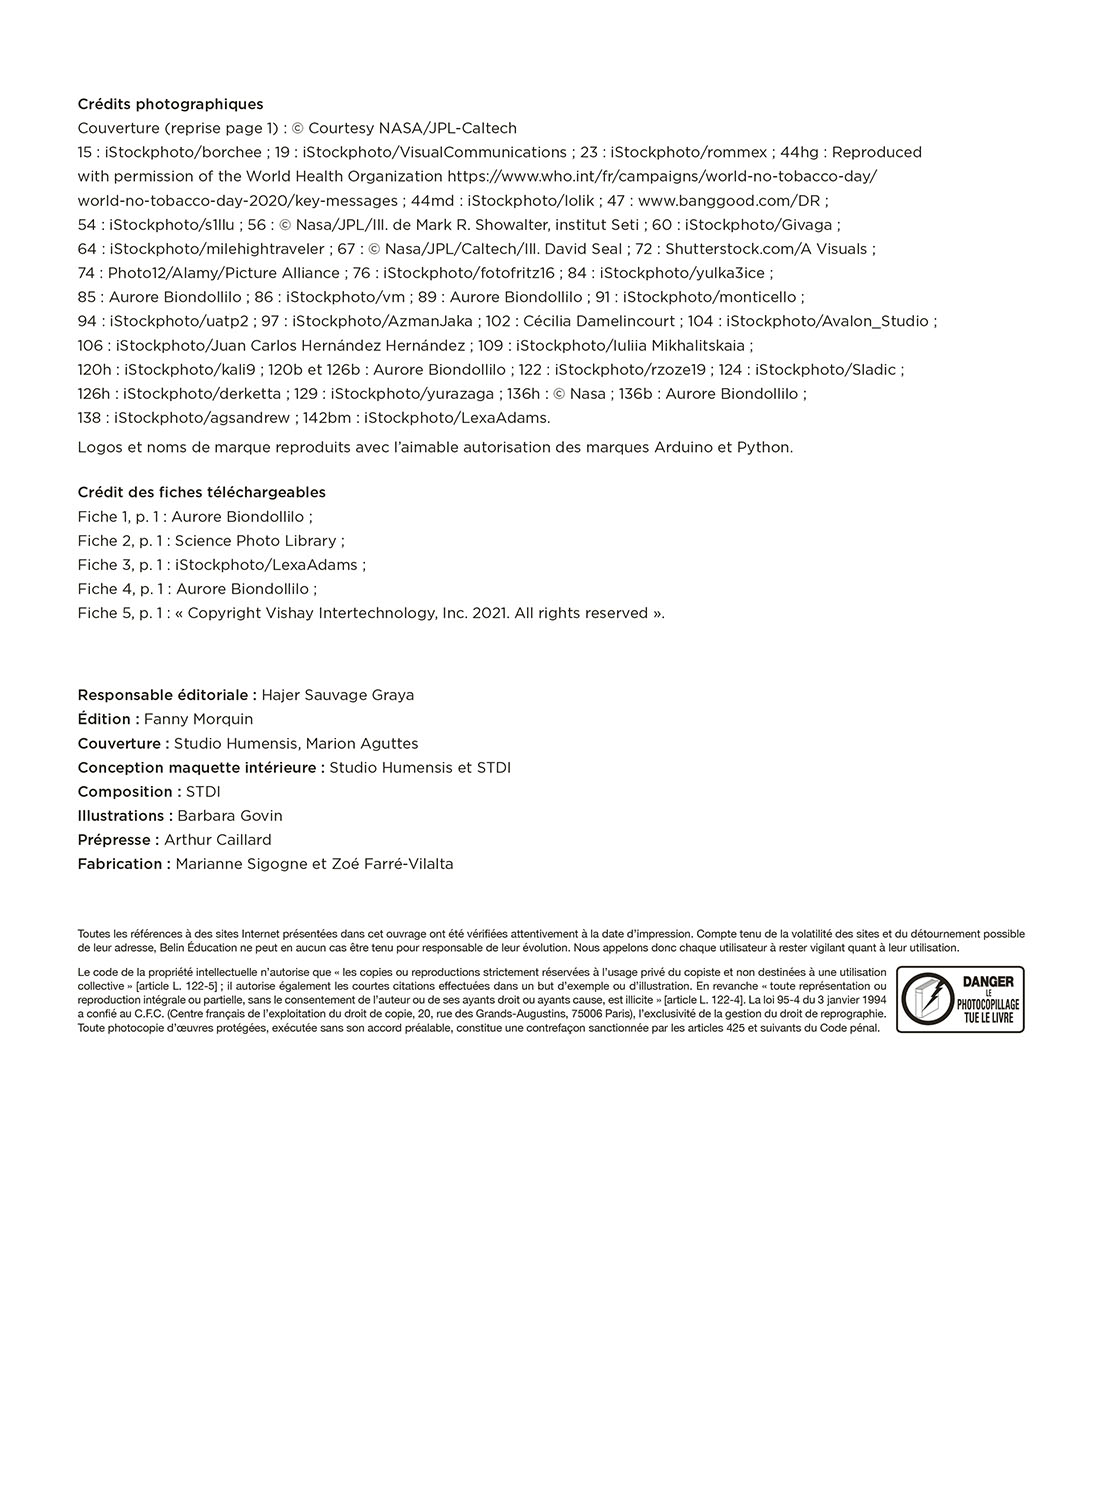 Crédits photographiques
Couverture (reprise page 1) : © Courtesy NASA/JPL-Caltech
15 : iStockphoto/borchee ; 19 : iStockphoto/VisualCommunications ; 23 : iStockphoto/rommex ; 44hg : Reproduced
with permission of the World Health Organization https://www.who.int/fr/campaigns/world-no-tobacco-day/
world-no-tobacco-day-2020/key-messages ; 44md : iStockphoto/lolik ; 47 : www.banggood.com/DR ;
54 : iStockphoto/s1llu ; 56 : © Nasa/JPL/Ill. de Mark R. Showalter, institut Seti ; 60 : iStockphoto/Givaga ;
64 : iStockphoto/milehightraveler ; 67 : © Nasa/JPL/Caltech/Ill. David Seal ; 72 : Shutterstock.com/A Visuals ;
74 : Photo12/Alamy/Picture Alliance ; 76 : iStockphoto/fotofritz16 ; 84 : iStockphoto/yulka3ice ;
85 : Aurore Biondollilo ; 86 : iStockphoto/vm ; 89 : Aurore Biondollilo ; 91 : iStockphoto/monticello ;
94 : iStockphoto/uatp2 ; 97 : iStockphoto/AzmanJaka ; 102 : Cécilia Damelincourt ; 104 : iStockphoto/Avalon_Studio ;
106 : iStockphoto/Juan Carlos Hernández Hernández ; 109 : iStockphoto/Iuliia Mikhalitskaia ;
120h : iStockphoto/kali9 ; 120b et 126b : Aurore Biondollilo ; 122 : iStockphoto/rzoze19 ; 124 : iStockphoto/Sladic ;
126h : iStockphoto/derketta ; 129 : iStockphoto/yurazaga ; 136h : © Nasa ; 136b : Aurore Biondollilo ;
138 : iStockphoto/agsandrew ; 142bm : iStockphoto/LexaAdams.
Logos et noms de marque reproduits avec l’aimable autorisation des marques Arduino et Python.
Crédit des fiches téléchargeables
Fiche 1, p. 1 : Aurore Biondollilo ;
Fiche 2, p. 1 : Science Photo Library ;
Fiche 3, p. 1 : iStockphoto/LexaAdams ;
Fiche 4, p. 1 : Aurore Biondollilo ;
Fiche 5, p. 1 : « Copyright Vishay Intertechnology, Inc. 2021. All rights reserved ».
Responsable éditoriale : Hajer Sauvage Graya
Édition : Fanny Morquin
Couverture : Studio Humensis, Marion Aguttes
Conception maquette intérieure : Studio Humensis et STDI
Composition : STDI
Illustrations : Barbara Govin
Prépresse : Arthur Caillard
Fabrication : Marianne Sigogne et Zoé Farré-Vilalta
Toutes les références à des sites Internet présentées dans cet ouvrage ont été vérifiées attentivement à la date d’impression. Compte tenu de la volatilité des sites et du détournement possible
de leur adresse, Belin Éducation ne peut en aucun cas être tenu pour responsable de leur évolution. Nous appelons donc chaque utilisateur à rester vigilant quant à leur utilisation.
Le code de la propriété intellectuelle n’autorise que « les copies ou reproductions strictement réservées à l’usage privé du copiste et non destinées à une utilisation
collective » [article L. 122-5] ; il autorise également les courtes citations effectuées dans un but d’exemple ou d’illustration. En revanche « toute représentation ou
reproduction intégrale ou partielle, sans le consentement de l’auteur ou de ses ayants droit ou ayants cause, est illicite » [article L. 122-4]. La loi 95-4 du 3 janvier 1994
a confié au C.F.C. (Centre français de l’exploitation du droit de copie, 20, rue des Grands-Augustins, 75006 Paris), l’exclusivité de la gestion du droit de reprographie.
Toute photocopie d’œuvres protégées, exécutée sans son accord préalable, constitue une contrefaçon sanctionnée par les articles 425 et suivants du Code pénal.
DANGER
LE
PHOTOCOPILLAGE
TUE LE LIVRE